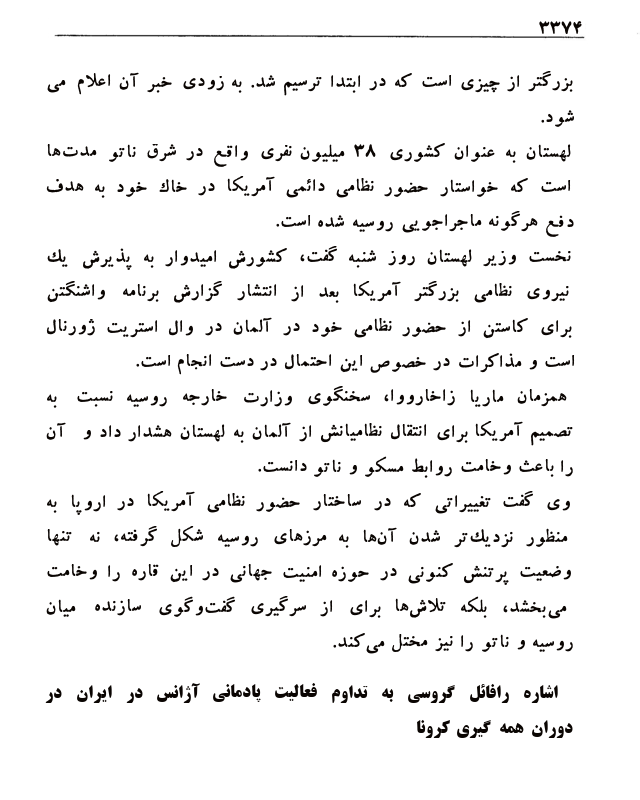 ۳۳۷۴
بزرگتر از چیزی است که در ابتدا ترسیم شد. به زودی خبر آن اعلام می
شود.
لهستان به عنوان کشوری ۳۸ میلیون نفری واقع در شرق ناتو مدت‌ها
است که خواستار حضور نظامی دائمی آمریکا در خاك خود به هدف
دفع هرگونه ماجراجویی روسیه شده است.
نخست وزیر لهستان روز شنبه گفت، کشورش امیدوار به پذیرش یك
نیروی نظامی بزرگتر آمریکا بعد از انتشار گزارش برنامه واشنگتن
برای کاستن از حضور نظامی خود در آلمان در وال استریت ژورنال
است و مذاکرات در خصوص این احتمال در دست انجام است.
همزمان ماریا زاخارووا، سخنگوی وزارت خارجه روسیه نسبت به
تصمیم آمریکا برای انتقال نظامیانش از آلمان به لهستان هشدار داد و آن
را باعث وخامت روابط مسکو و ناتو دانست.
وی گفت تغییراتی که در ساختار حضور نظامی آمریکا در اروپا به
منظور نزدیك‌تر شدن آن‌ها به مرزهای روسیه شکل گرفته، نه تنها
وضعیت پرتنش کنونی در حوزه امنیت جهانی در این قاره را وخامت
می‌بخشد، بلکه تلاش‌ها برای از سرگیری گفت‌وگوی سازنده میان
روسیه و ناتو را نیز مختل می‌کند.
اشاره رافائل گروسی به تداوم فعالیت پادمانی آژانس در ایران در
دوران همه گیری کرونا